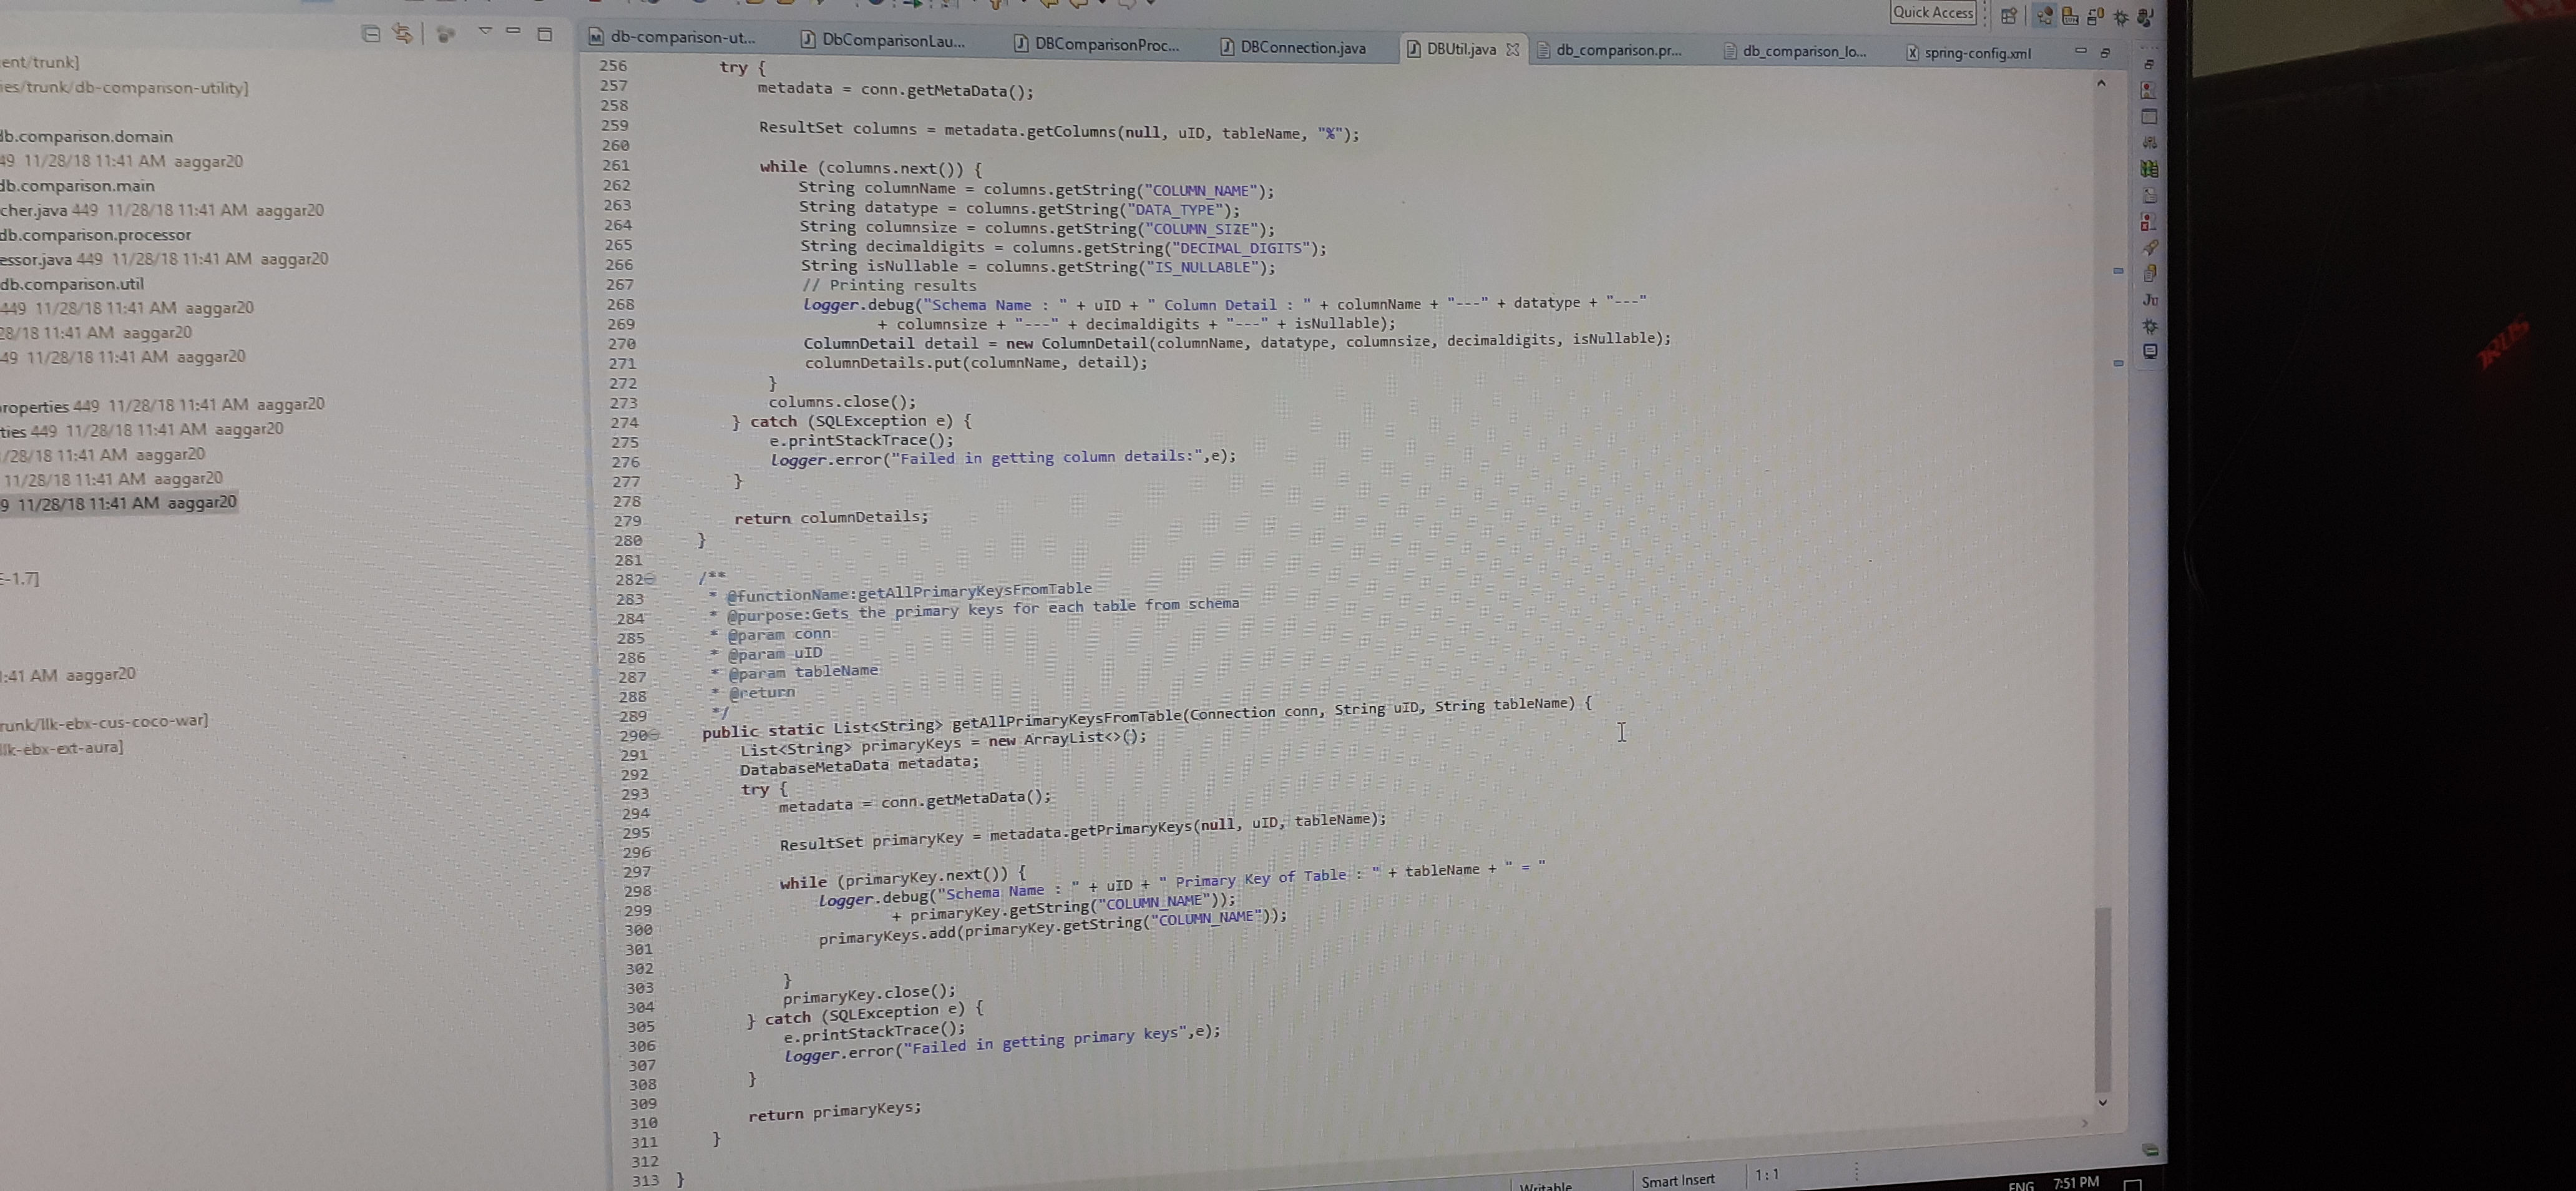 Quick Access
db-comparison-ut...
DbComparisonLau...
DBComparisonProc...
DBConnection.java
DBUtil.java
db_comparison.pr...
db_comparison_lo...
spring-config.xml
ent/trunk]
ies/trunk/db-comparison-utility]
db.comparison.domain
49 11/28/18 11:41 AM aaggar20
db.comparison.main
cher.java 449 11/28/18 11:41 AM aaggar20
db.comparison.processor
essor.java 449 11/28/18 11:41 AM aaggar20
db.comparison.util
449 11/28/18 11:41 AM aaggar20
28/18 11:41 AM aaggar20
49 11/28/18 11:41 AM aaggar20
roperties 449 11/28/18 11:41 AM aaggar20
ties 449 11/28/18 11:41 AM aaggar20
/28/18 11:41 AM aaggar20
11/28/18 11:41 AM aaggar20
9 11/28/18 11:41 AM aaggar20
E-1.7]
:41 AM aaggar20
runk/llk-ebx-cus-coco-war]
llk-ebx-ext-aura]
256 try {
257 metadata = conn.getMetaData();
258
259 ResultSet columns = metadata.getColumns(null, uID, tableName, "%");
260
261 while (columns.next()) {
262 String columnName = columns.getString("COLUMN_NAME");
263 String datatype = columns.getString("DATA_TYPE");
264 String columnsize = columns.getString("COLUMN_SIZE");
265 String decimaldigits = columns.getString("DECIMAL_DIGITS");
266 String isNullable = columns.getString("IS_NULLABLE");
267 // Printing results
268 Logger.debug("Schema Name : " + uID + " Column Detail : " + columnName + "---" + datatype + "---"
269 + columnsize + "---" + decimaldigits + "---" + isNullable);
270 ColumnDetail detail = new ColumnDetail(columnName, datatype, columnsize, decimaldigits, isNullable);
271 columnDetails.put(columnName, detail);
272 }
273 columns.close();
274 } catch (SQLException e) {
275 e.printStackTrace();
276 Logger.error("Failed in getting column details:",e);
277 }
278
279 return columnDetails;
280 }
281
282 /**
283 * @functionName:getAllPrimaryKeysFromTable
284 * @purpose:Gets the primary keys for each table from schema
285 * @param conn
286 * @param uID
287 * @param tableName
288 * @return
289 */
290 public static List<String> getAllPrimaryKeysFromTable(Connection conn, String uID, String tableName) {
291 List<String> primaryKeys = new ArrayList<>();
292 DatabaseMetaData metadata;
293 try {
294 metadata = conn.getMetaData();
295
296 ResultSet primaryKey = metadata.getPrimaryKeys(null, uID, tableName);
297
298 while (primaryKey.next()) {
299 Logger.debug("Schema Name : " + uID + " Primary Key of Table : " + tableName + " = "
300 + primaryKey.getString("COLUMN_NAME"));
301 primaryKeys.add(primaryKey.getString("COLUMN_NAME"));
302
303 }
304 primaryKey.close();
305 } catch (SQLException e) {
306 e.printStackTrace();
307 Logger.error("Failed in getting primary keys",e);
308 }
309
310 return primaryKeys;
311 }
312
313 }
Writable
Smart Insert
1 : 1
ENG
7:51 PM